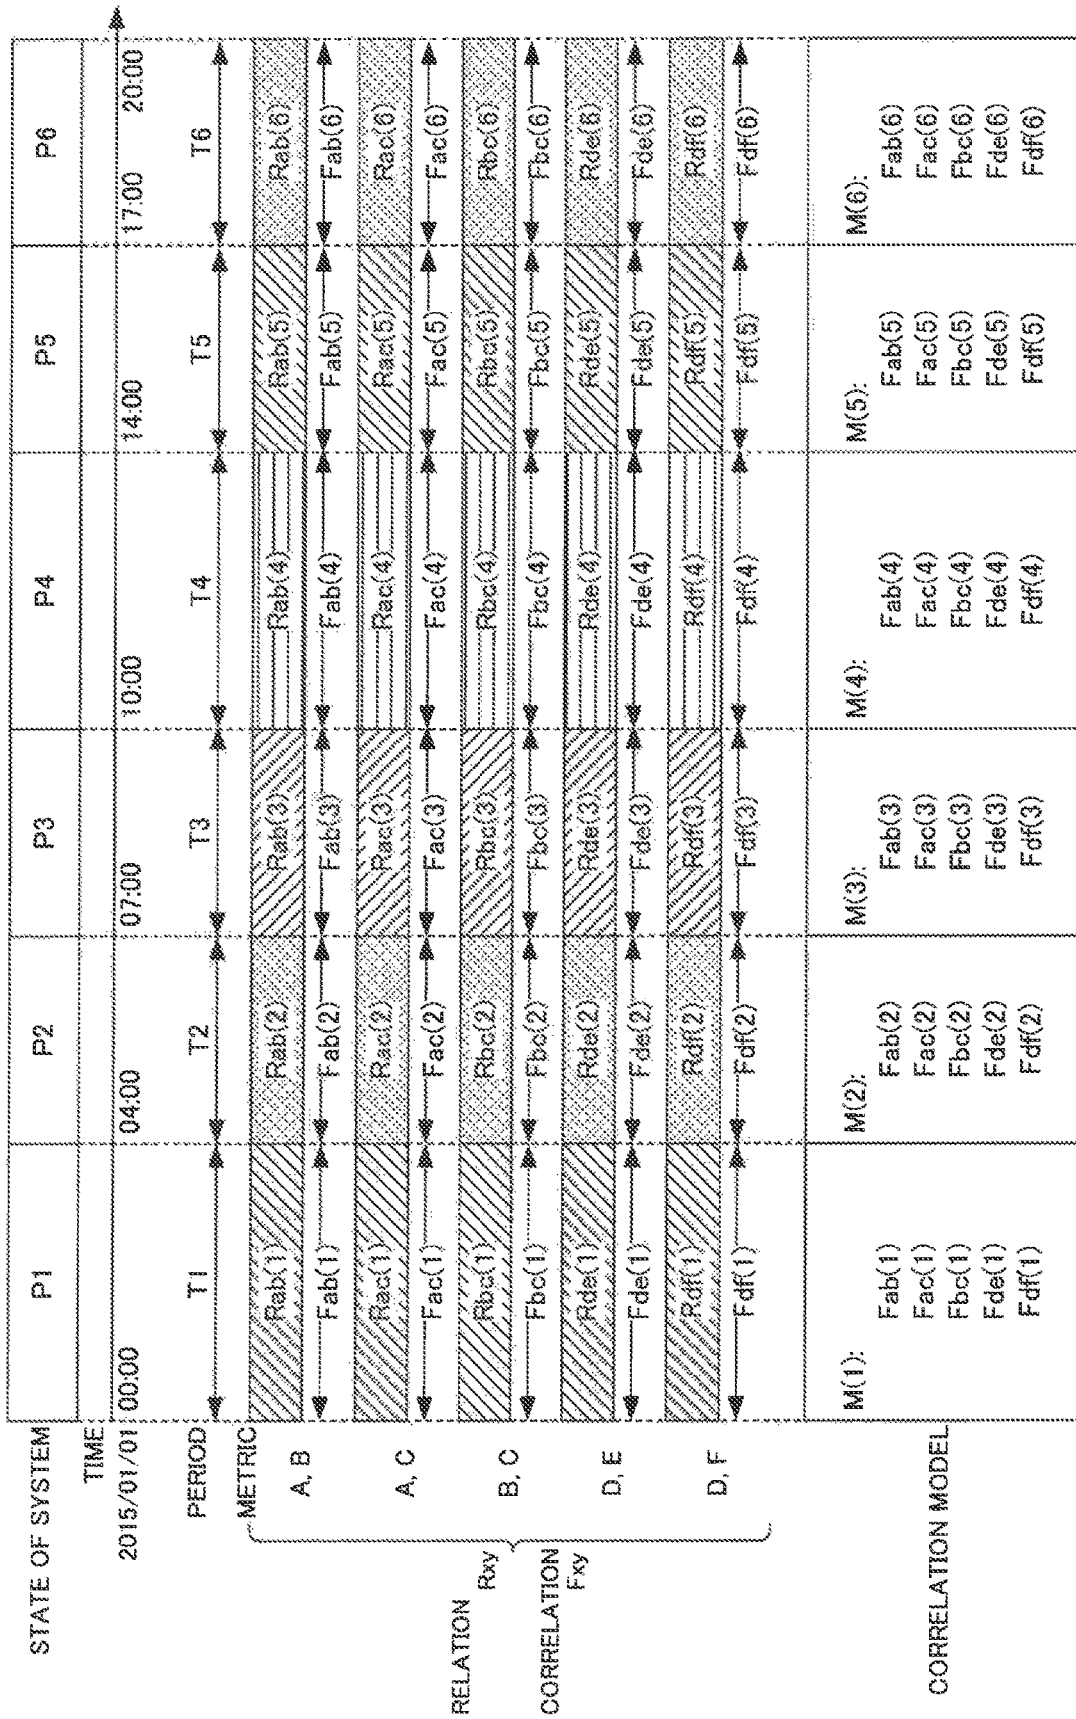 STATE OF SYSTEM P1 P2 P3 P4 P5 P6
TIME
2015/01/01 00:00 04:00 07:00 10:00 14:00 17:00 20:00
PERIOD T1 T2 T3 T4 T5 T6
METRIC
A, B Rab(1) Rab(2) Rab(3) Rab(4) Rab(5) Rab(6)
Fab(1) Fab(2) Fab(3) Fab(4) Fab(5) Fab(6)
A, C Rac(1) Rac(2) Rac(3) Rac(4) Rac(5) Rac(6)
Fac(1) Fac(2) Fac(3) Fac(4) Fac(5) Fac(6)
RELATION
Rxy
B, C Rbc(1) Rbc(2) Rbc(3) Rbc(4) Rbc(5) Rbc(6)
Fbc(1) Fbc(2) Fbc(3) Fbc(4) Fbc(5) Fbc(6)
CORRELATION
Fxy
D, E Rde(1) Rde(2) Rde(3) Rde(4) Rde(5) Rde(6)
Fde(1) Fde(2) Fde(3) Fde(4) Fde(5) Fde(6)
D, F Rdf(1) Rdf(2) Rdf(3) Rdf(4) Rdf(5) Rdf(6)
Fdf(1) Fdf(2) Fdf(3) Fdf(4) Fdf(5) Fdf(6)
CORRELATION MODEL
M(1): M(2): M(3): M(4): M(5): M(6):
Fab(1) Fab(2) Fab(3) Fab(4) Fab(5) Fab(6)
Fac(1) Fac(2) Fac(3) Fac(4) Fac(5) Fac(6)
Fbc(1) Fbc(2) Fbc(3) Fbc(4) Fbc(5) Fbc(6)
Fde(1) Fde(2) Fde(3) Fde(4) Fde(5) Fde(6)
Fdf(1) Fdf(2) Fdf(3) Fdf(4) Fdf(5) Fdf(6)